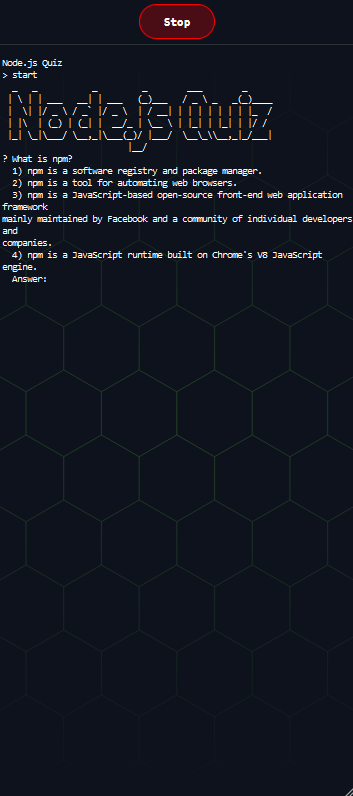 Stop
Node.js Quiz
> start
Node.js Quiz
? What is npm?
1) npm is a software registry and package manager.
2) npm is a tool for automating web browsers.
3) npm is a JavaScript-based open-source front-end web application
framework
mainly maintained by Facebook and a community of individual developers
and
companies.
4) npm is a JavaScript runtime built on Chrome's V8 JavaScript
engine.
Answer: